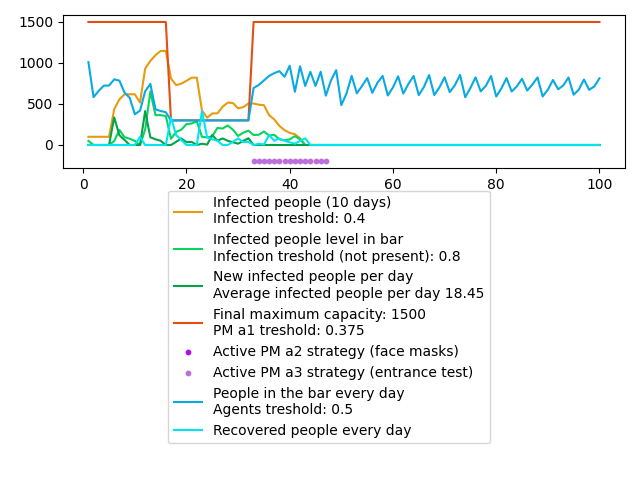 1500
1000
500
0
0 20 40 60 80 100
Infected people (10 days)
Infection treshold: 0.4
Infected people level in bar
Infection treshold (not present): 0.8
New infected people per day
Average infected people per day 18.45
Final maximum capacity: 1500
PM a1 treshold: 0.375
Active PM a2 strategy (face masks)
Active PM a3 strategy (entrance test)
People in the bar every day
Agents treshold: 0.5
Recovered people every day